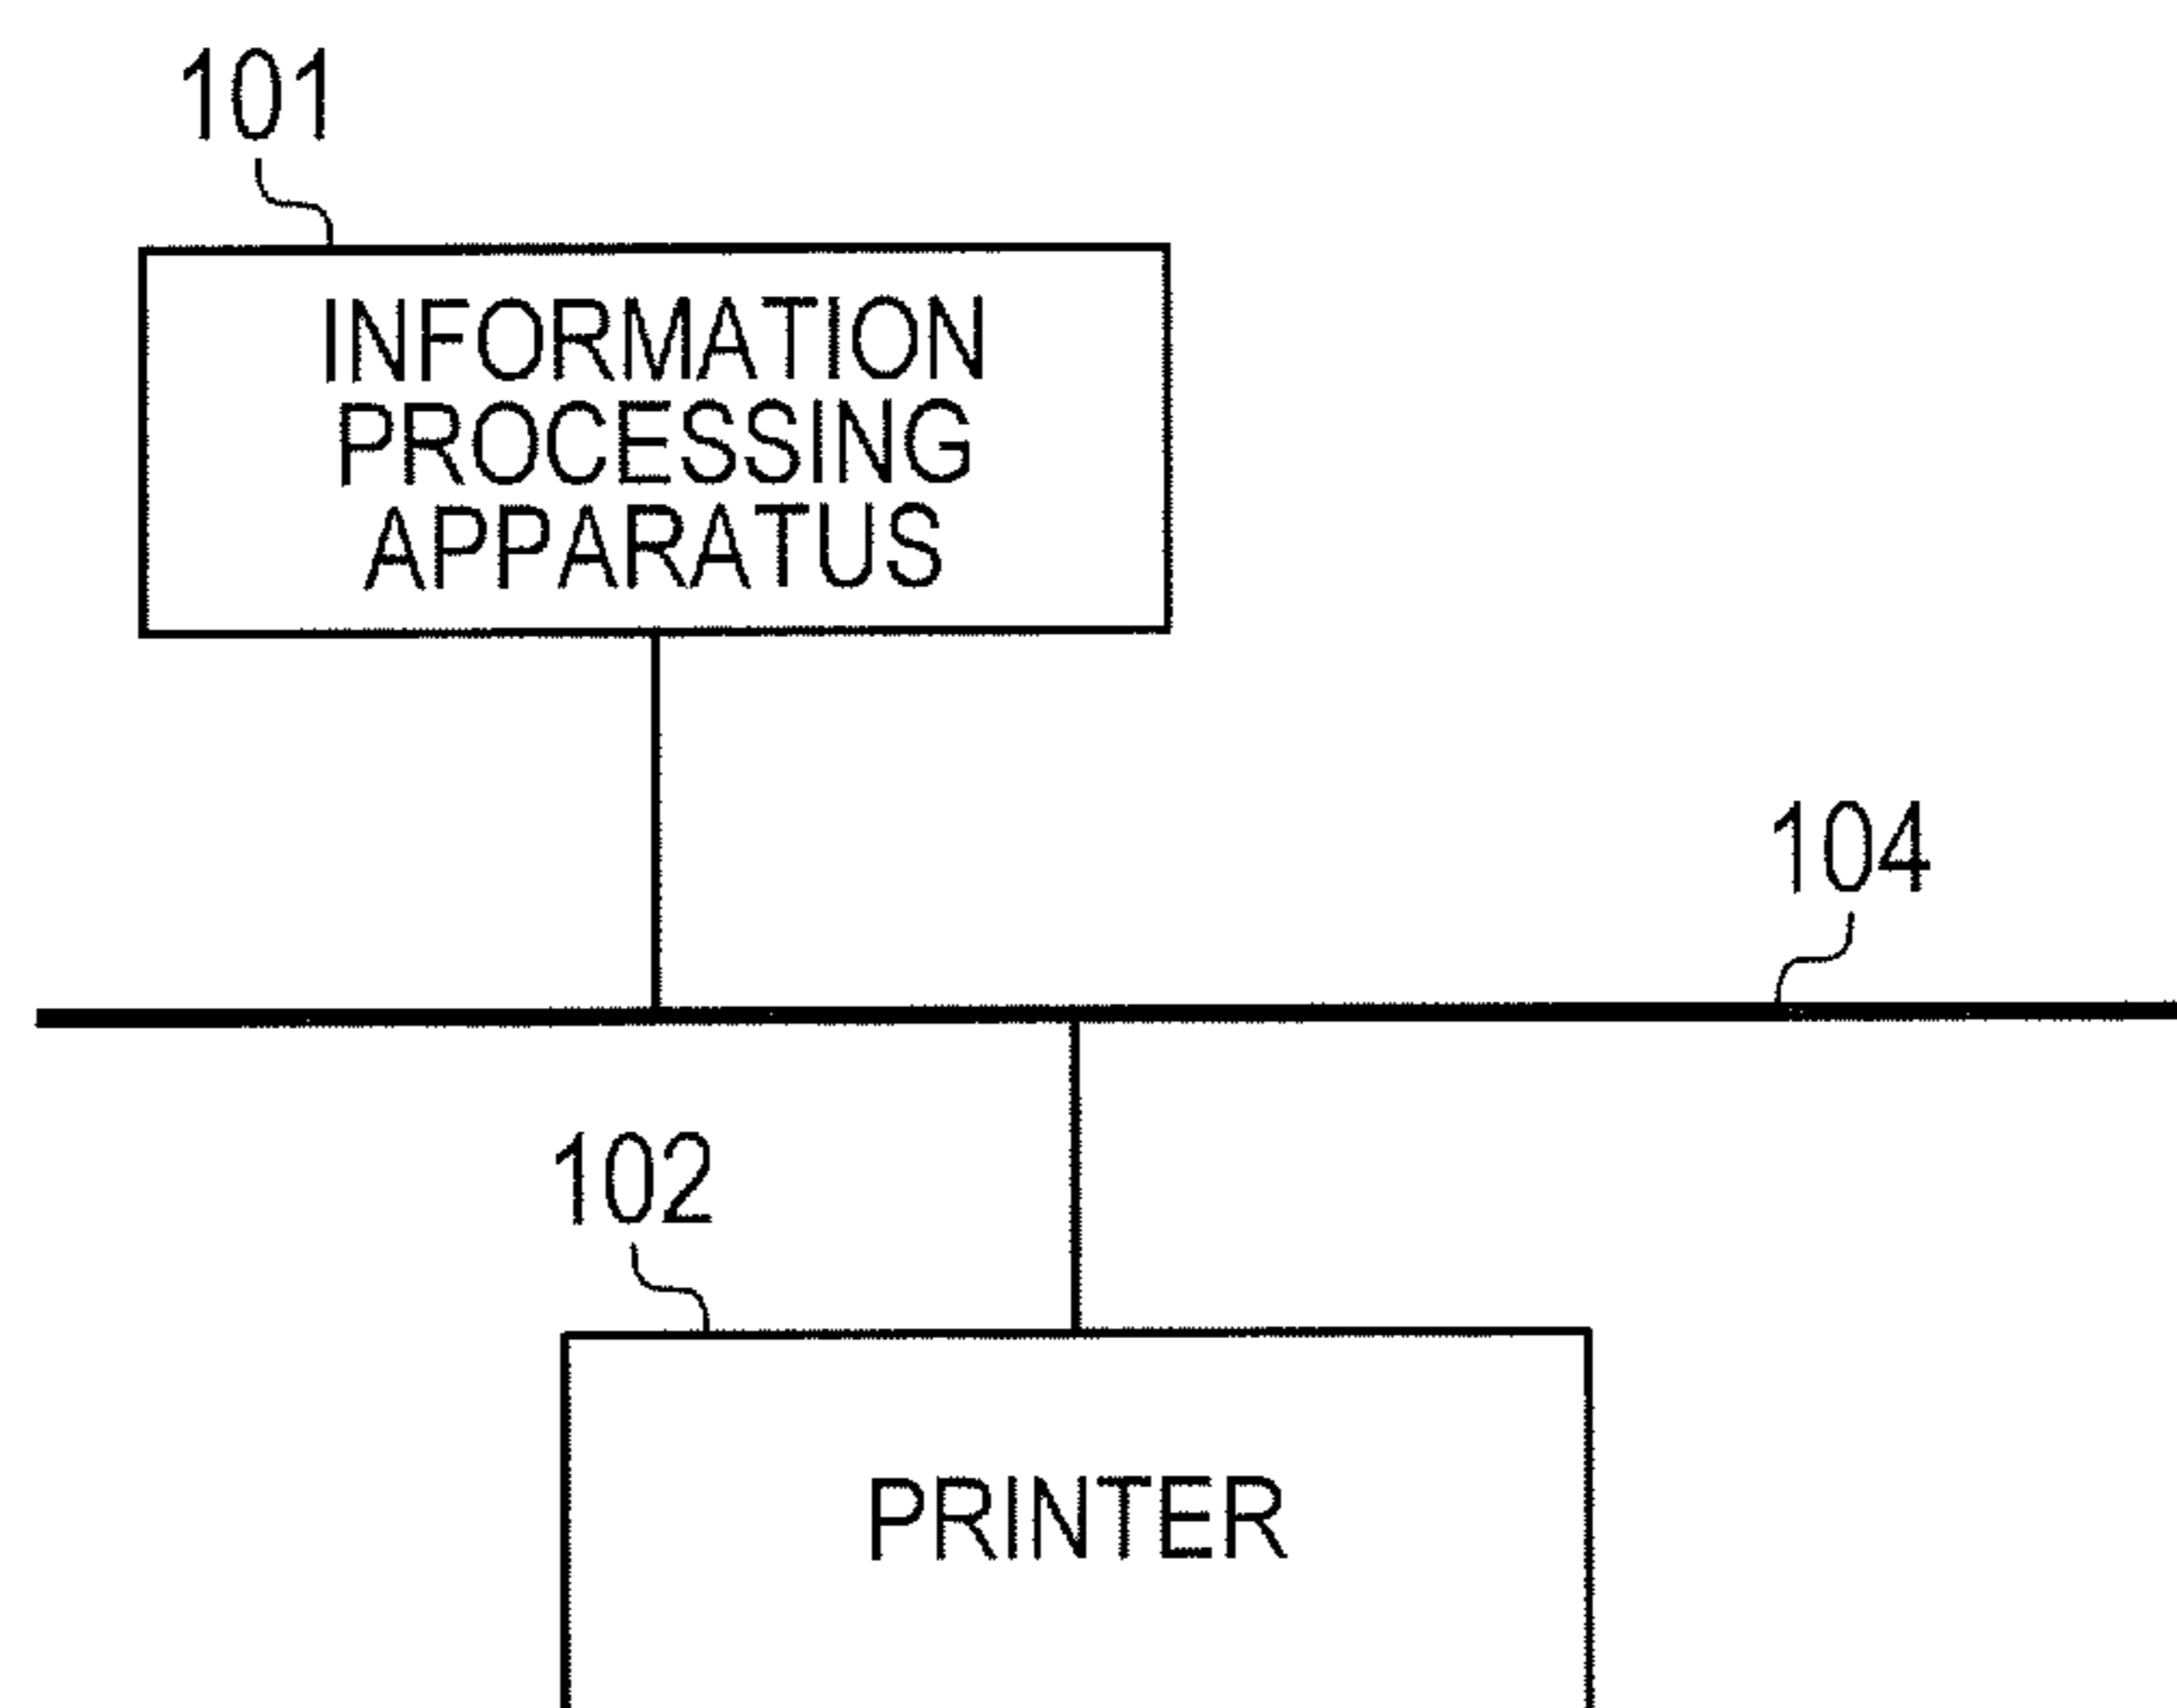 101
INFORMATION
PROCESSING
APPARATUS
104
102
PRINTER